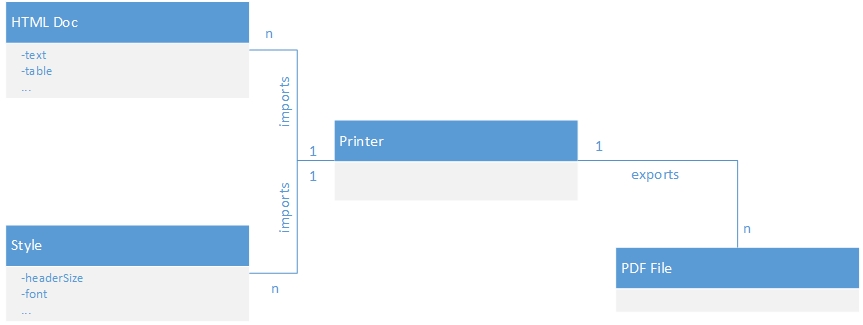 HTML Doc
-text
-table
...
n
imports
1
Printer
1
exports
n
PDF File
1
imports
n
Style
-headerSize
-font
...